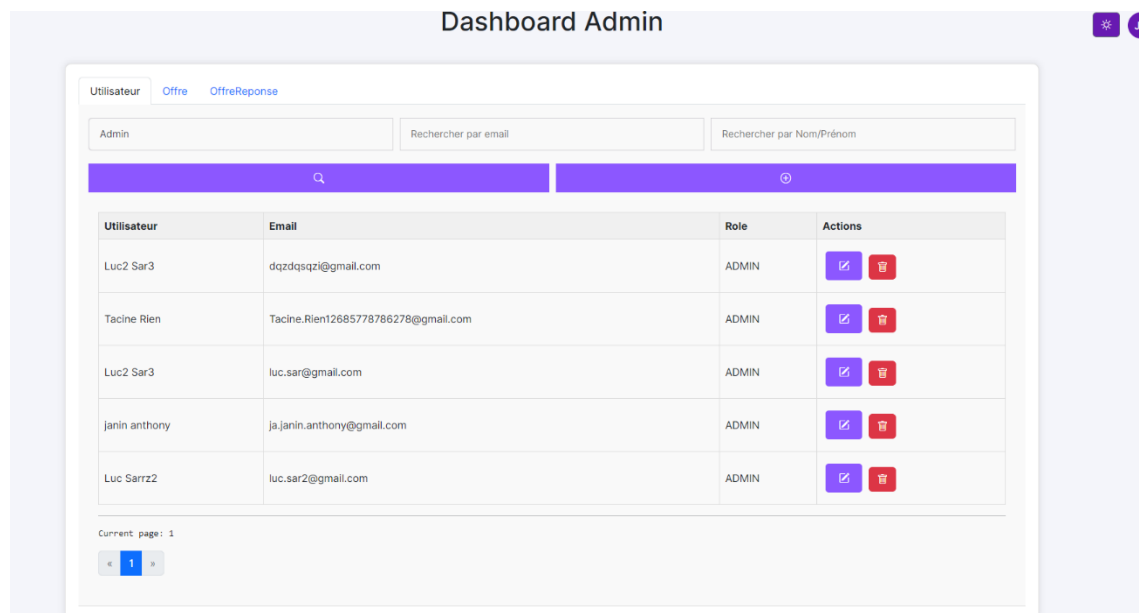 Dashboard Admin
Utilisateur Offre OffreReponse
Admin Rechercher par email Rechercher par Nom/Prénom
Utilisateur Email Role Actions
Luc2 Sar3 dqzdqsqzi@gmail.com ADMIN
Tacine Rien Tacine.Rien12685778786278@gmail.com ADMIN
Luc2 Sar3 luc.sar@gmail.com ADMIN
janin anthony ja.janin.anthony@gmail.com ADMIN
Luc Sarrz2 luc.sar2@gmail.com ADMIN
Current page: 1
« 1 »